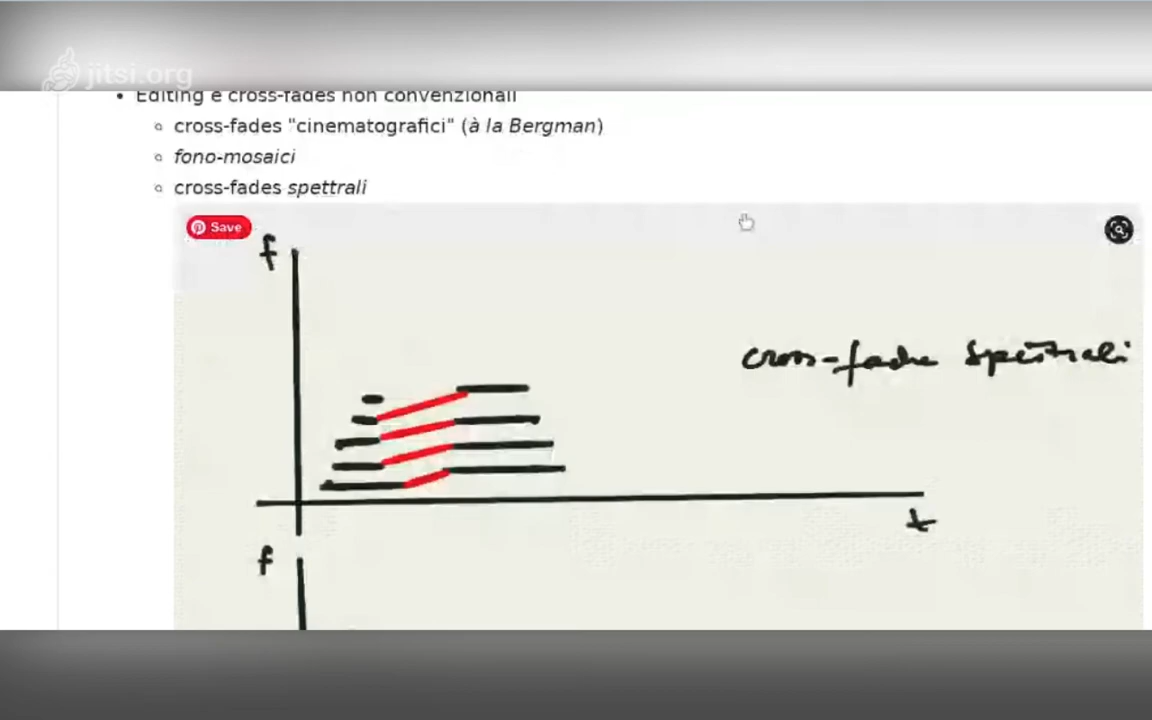 jitsi.org
Editing e cross-fades non convenzionali
cross-fades "cinematografici" (à la Bergman)
fono-mosaici
cross-fades spettrali
Save
f
cross-fade spettrali
t
f